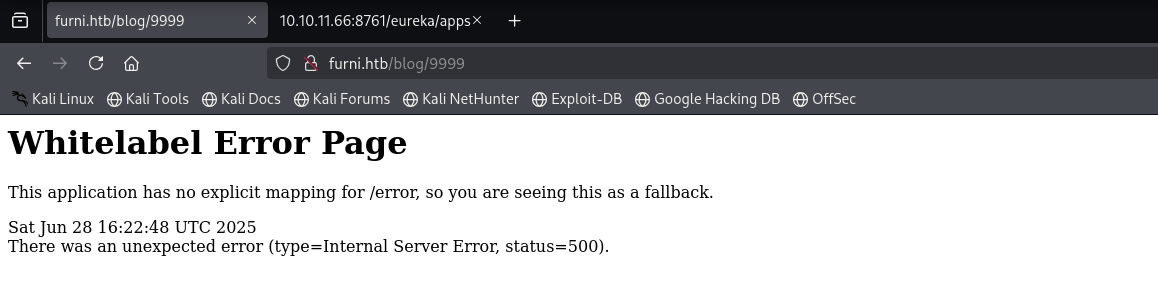 furni.htb/blog/9999
10.10.11.66:8761/eureka/apps
furni.htb/blog/9999
Kali Linux Kali Tools Kali Docs Kali Forums Kali NetHunter Exploit-DB Google Hacking DB OffSec
Whitelabel Error Page
This application has no explicit mapping for /error, so you are seeing this as a fallback.
Sat Jun 28 16:22:48 UTC 2025
There was an unexpected error (type=Internal Server Error, status=500).